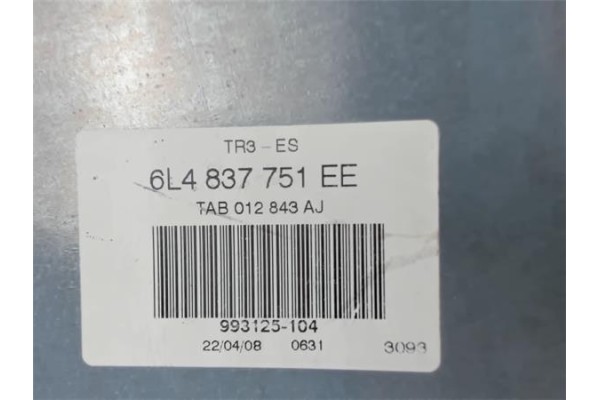 TR3-ES
6L4 837 751 EE
TAB 012 843 AJ
993125-104
22/04/08 0631 3093